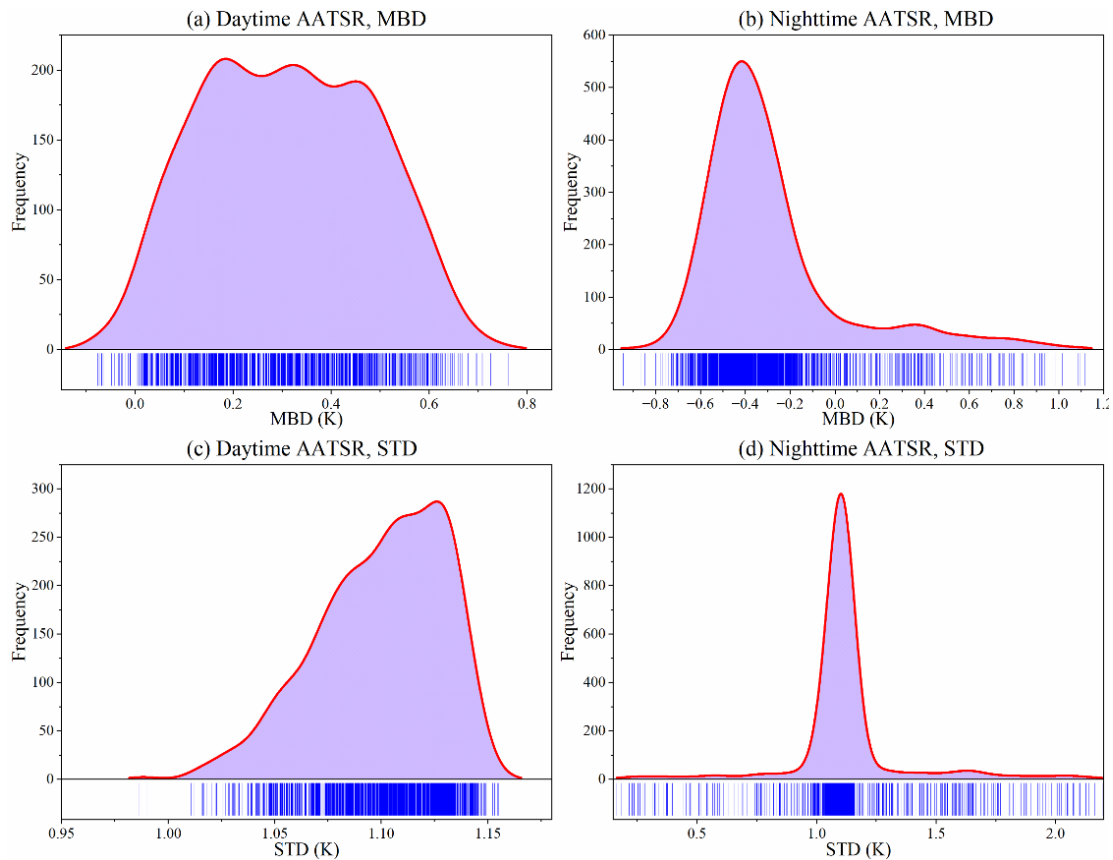 (a) Daytime AATSR, MBD
200
150
100
50
0
Frequency
0.0 0.2 0.4 0.6 0.8
MBD (K)
(b) Nighttime AATSR, MBD
600
500
400
300
200
100
0
Frequency
−0.8 −0.6 −0.4 −0.2 0.0 0.2 0.4 0.6 0.8 1.0 1.2
MBD (K)
(c) Daytime AATSR, STD
300
250
200
150
100
50
0
Frequency
0.95 1.00 1.05 1.10 1.15
STD (K)
(d) Nighttime AATSR, STD
1200
1000
800
600
400
200
0
Frequency
0.5 1.0 1.5 2.0
STD (K)